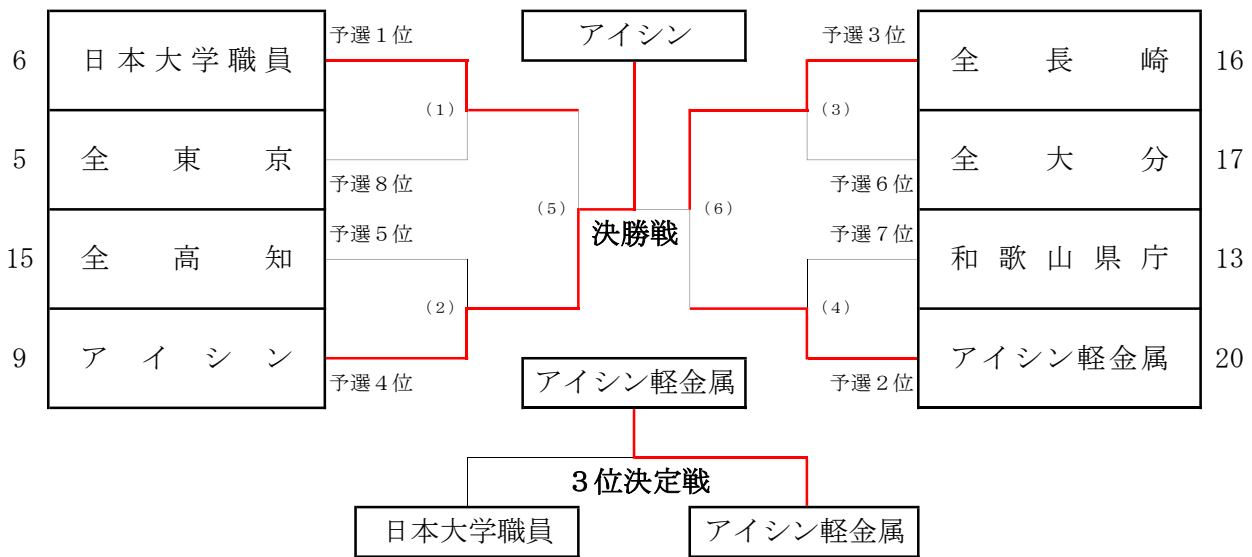 予選1位 アイシン 予選3位
6 日本大学職員 全長崎 16
(1) (3)
5 全東京 全大分 17
予選8位 予選6位
(5) (6)
予選5位 決勝戦 予選7位
15 全高知 和歌山県庁 13
(2) (4)
9 アイシン アイシン軽金属 20
予選4位 アイシン軽金属 予選2位
3位決定戦
日本大学職員 アイシン軽金属